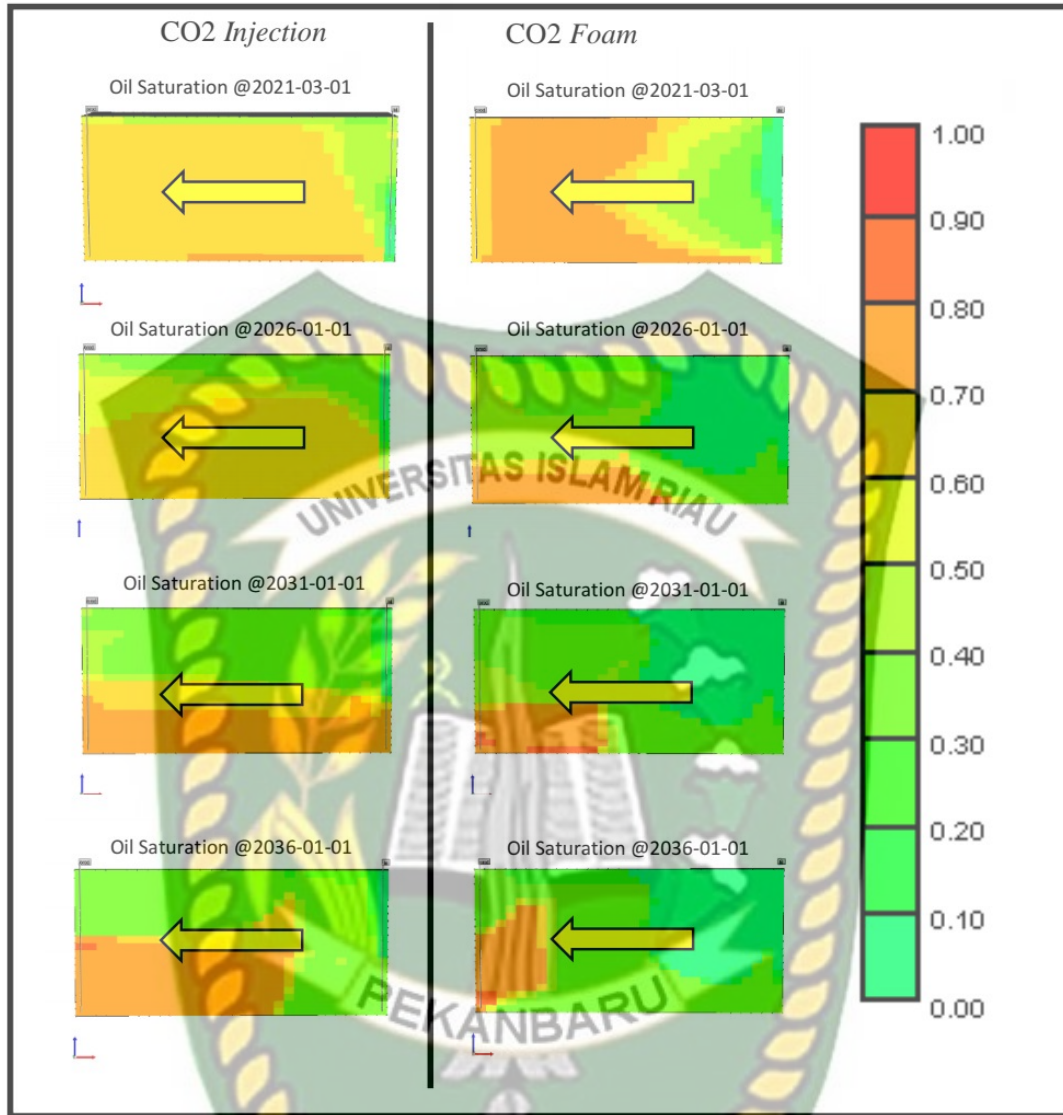 CO2 Injection
CO2 Foam
Oil Saturation @2021-03-01
Oil Saturation @2021-03-01
1.00
0.90
0.80
0.70
0.60
0.50
0.40
0.30
0.20
0.10
0.00
Oil Saturation @2026-01-01
Oil Saturation @2026-01-01
UNIVERSITAS ISLAM RIAU
Oil Saturation @2031-01-01
Oil Saturation @2031-01-01
Oil Saturation @2036-01-01
Oil Saturation @2036-01-01
PEKANBARU